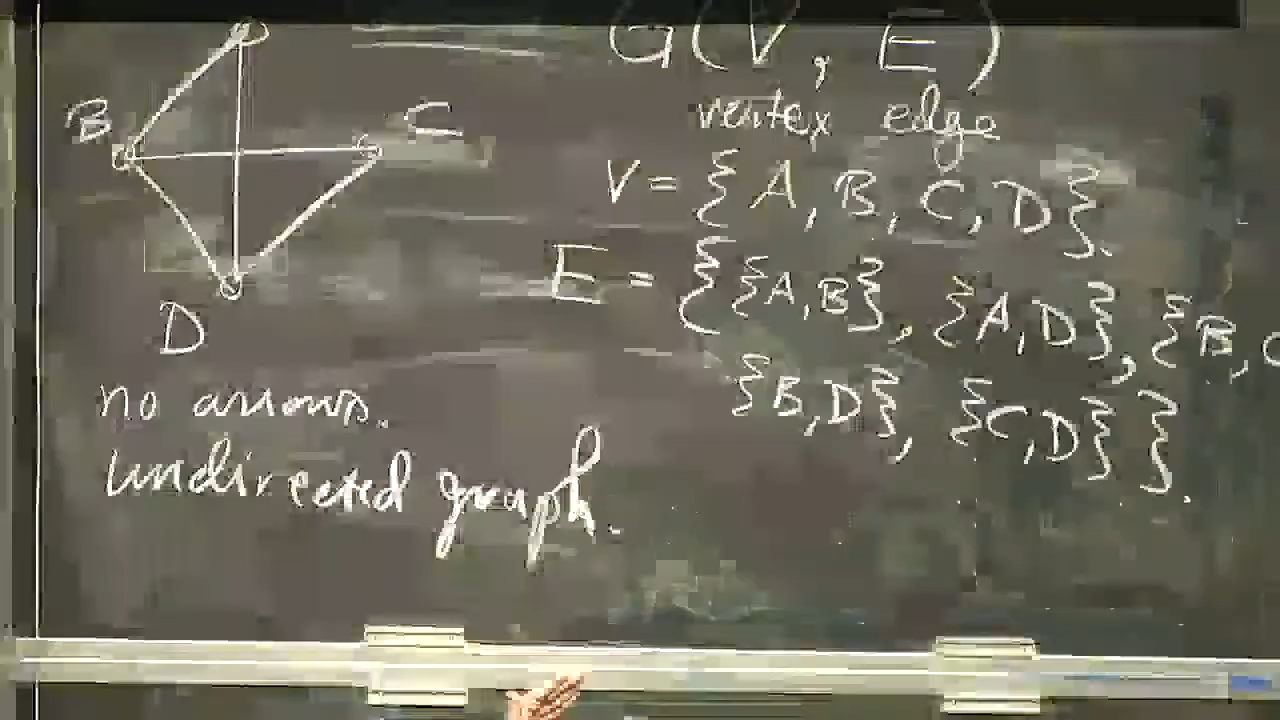 G(V, E)
vertex edge
B
C
V = {A, B, C, D}.
E = {{A,B}, {A,D}, {B, C
D
{B,D}, {C,D}}.
no arrows.
undirected graph.